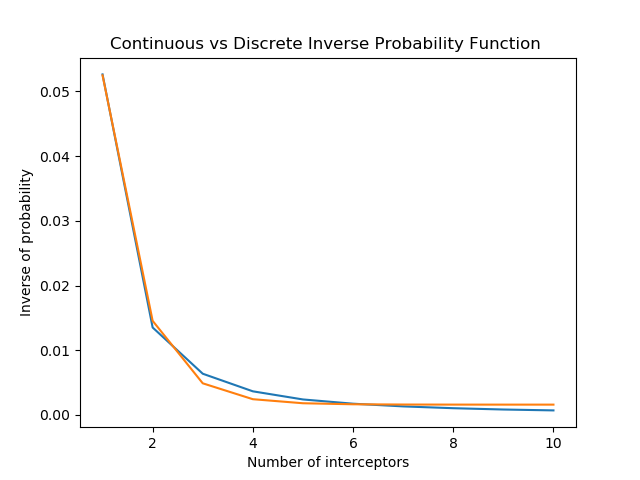 Continuous vs Discrete Inverse Probability Function
0.05
0.04
0.03
0.02
0.01
0.00
Inverse of probability
2 4 6 8 10
Number of interceptors